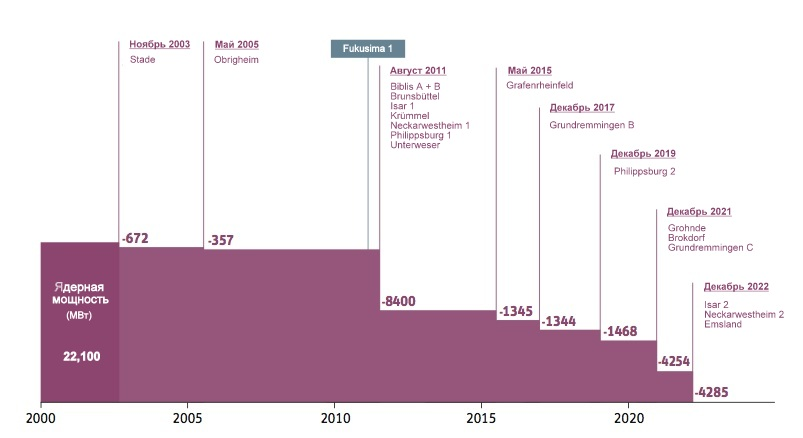 Ноябрь 2003
Stade
Май 2005
Obrigheim
Fukusima 1
Август 2011
Biblis A + B
Brunsbüttel
Isar 1
Krümmel
Neckarwestheim 1
Philippsburg 1
Unterweser
Май 2015
Grafenrheinfeld
Декабрь 2017
Grundremmingen B
Декабрь 2019
Philippsburg 2
Декабрь 2021
Grohnde
Brokdorf
Grundremmingen C
Декабрь 2022
Isar 2
Neckarwestheim 2
Emsland
-672
-357
-8400
-1345
-1344
-1468
-4254
-4285
Ядерная
мощность
(МВт)
22,100
2000
2005
2010
2015
2020